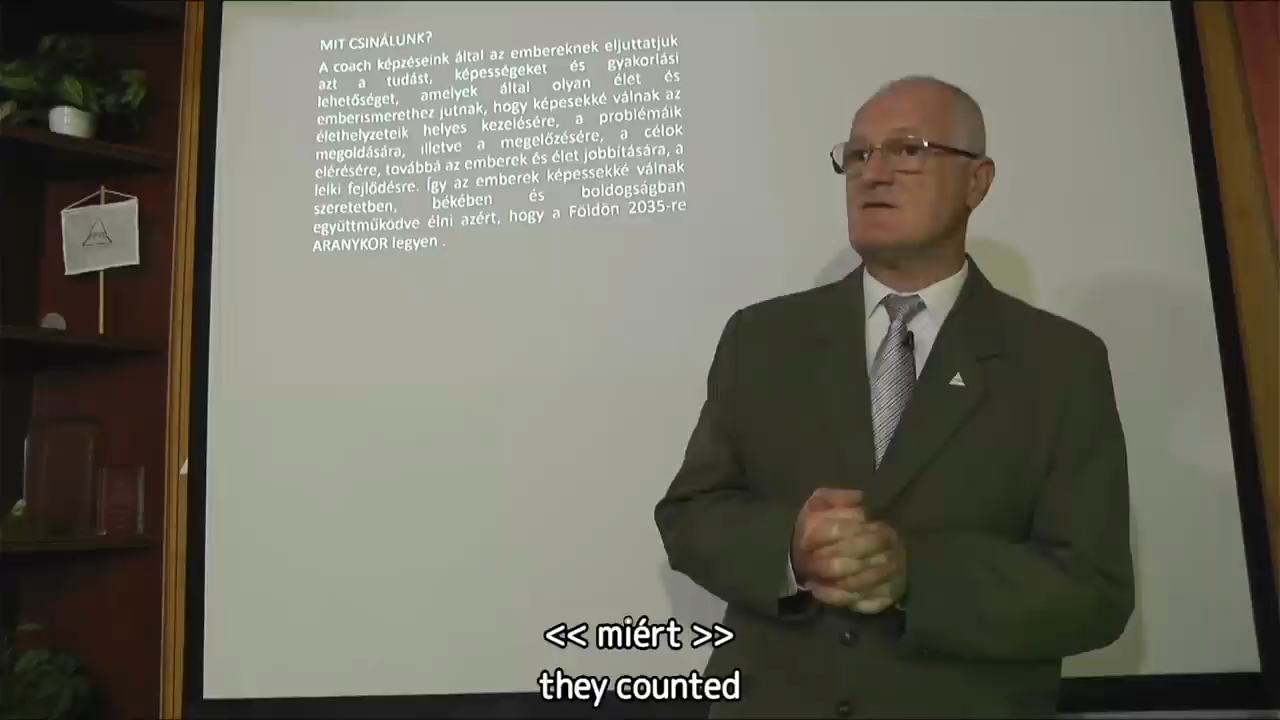 MIT CSINÁLUNK?
A coach képzéseink által az embereknek eljuttatjuk
azt a tudást, képességeket és gyakorlási
lehetőséget, amelyek által olyan élet és
emberismerethez jutnak, hogy képesekké válnak az
élethelyzeteik helyes kezelésére, a problémáik
megoldására, illetve a megelőzésére, a célok
elérésére, továbbá az emberek és élet jobbítására, a
lelki fejlődésre. Így az emberek képessekké válnak
szeretetben, békében és boldogságban
együttműködve élni azért, hogy a Földön 2035-re
ARANYKOR legyen .
<< miért >>
they counted